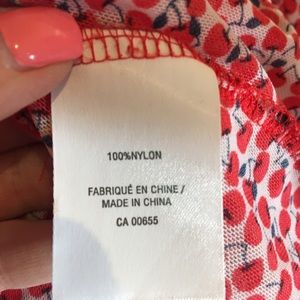 100%NYLON
FABRIQUÉ EN CHINE /
MADE IN CHINA
CA 00655